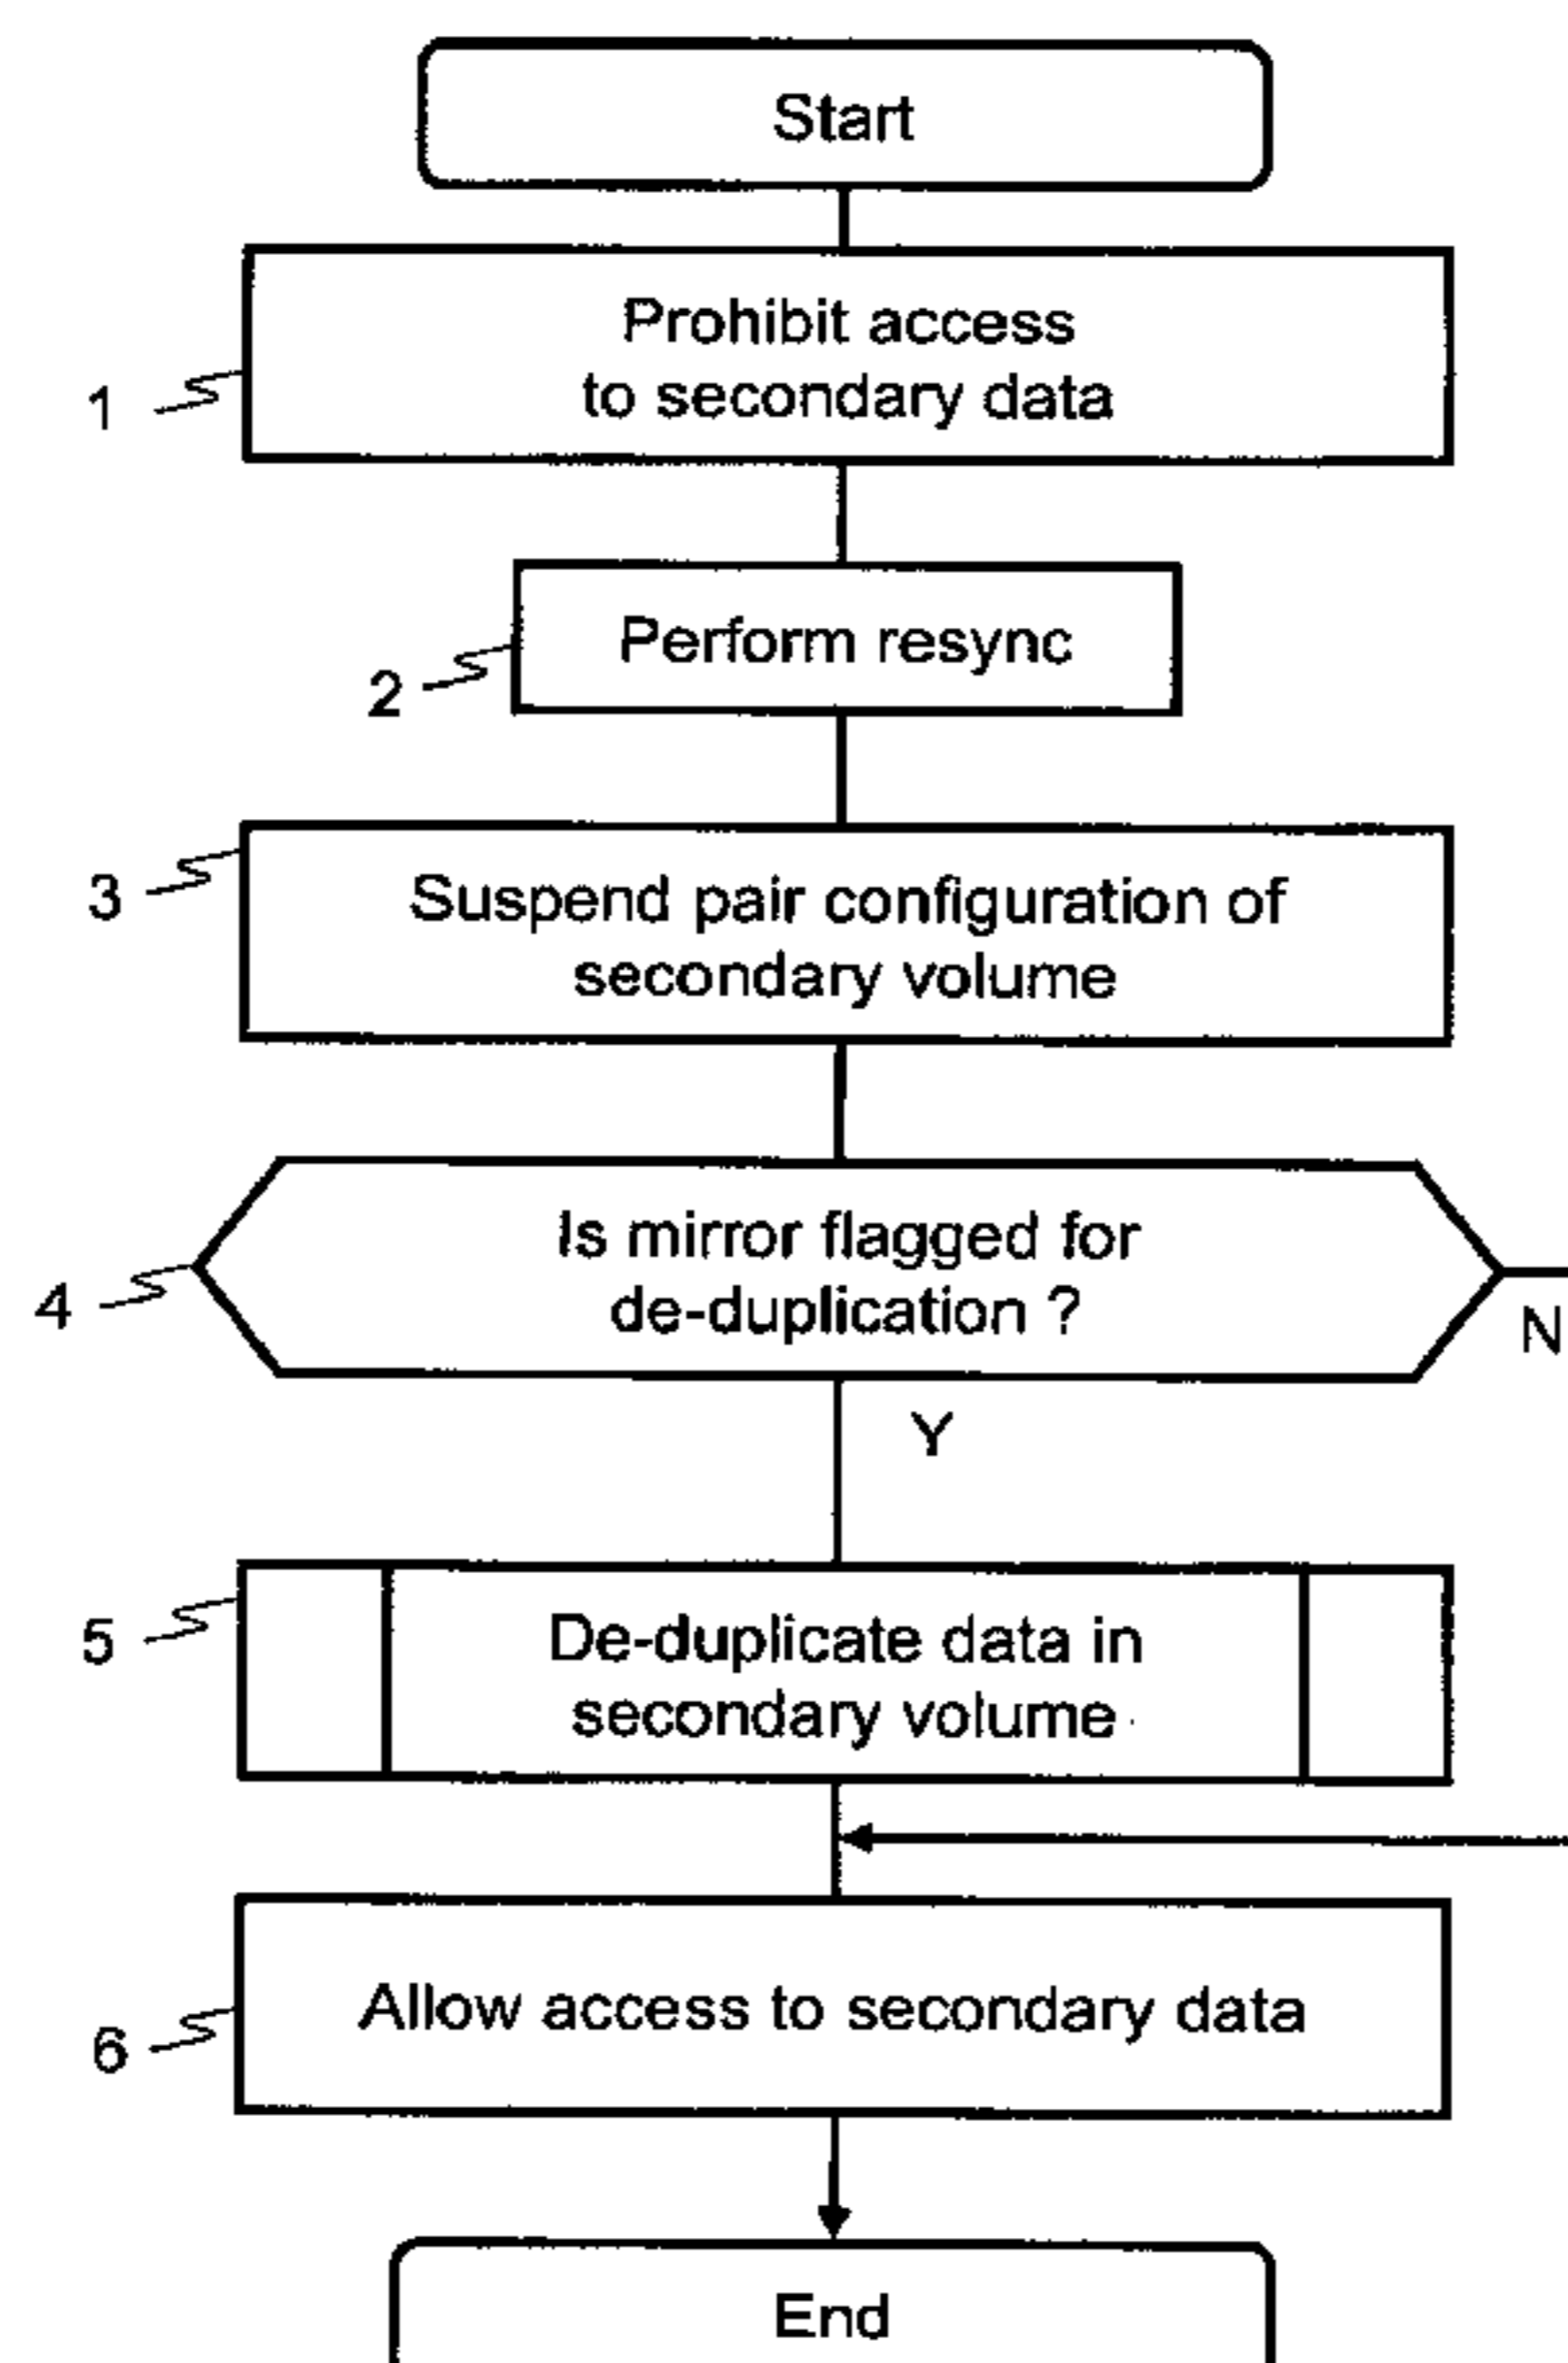 Start
Prohibit access
to secondary data
1
Perform resync
2
Suspend pair configuration of
secondary volume
3
Is mirror flagged for
de-duplication ?
4
N
Y
De-duplicate data in
secondary volume
5
Allow access to secondary data
6
End